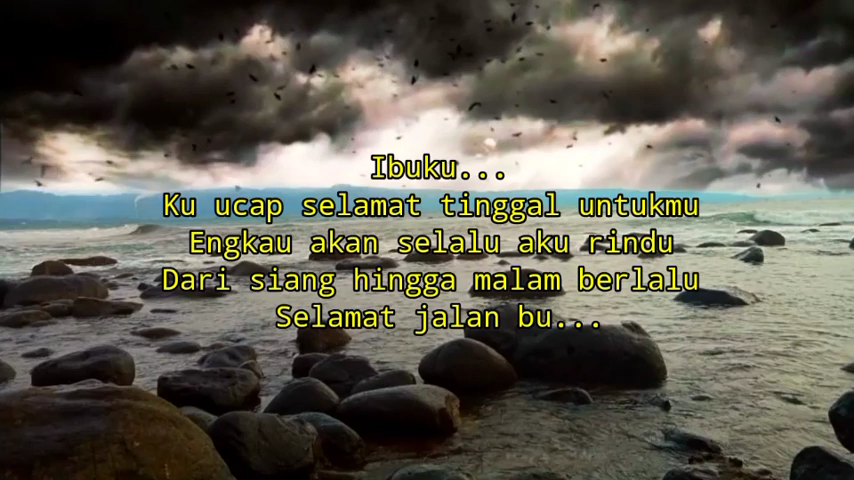 Ibuku...
Ku ucap selamat tinggal untukmu
Engkau akan selalu aku rindu
Dari siang hingga malam berlalu
Selamat jalan bu...